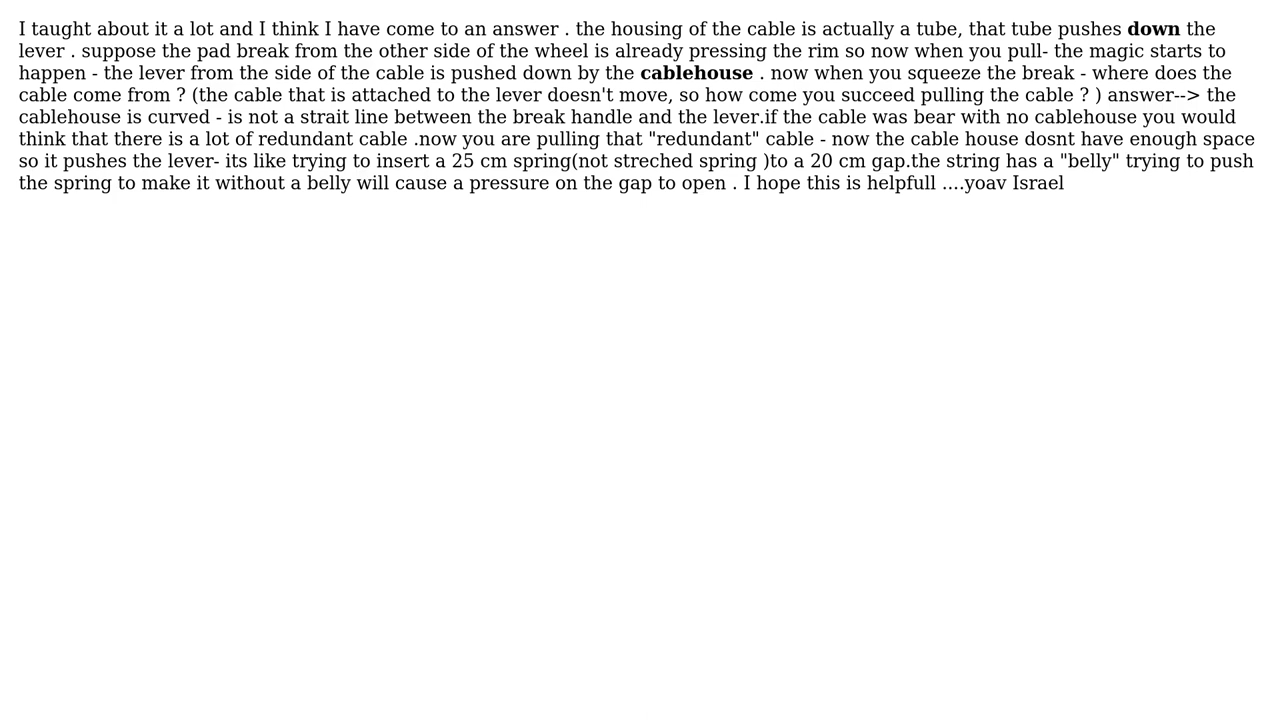 I taught about it a lot and I think I have come to an answer . the housing of the cable is actually a tube, that tube pushes down the
lever . suppose the pad break from the other side of the wheel is already pressing the rim so now when you pull- the magic starts to
happen - the lever from the side of the cable is pushed down by the cablehouse . now when you squeeze the break - where does the
cable come from ? (the cable that is attached to the lever doesn't move, so how come you succeed pulling the cable ? ) answer--> the
cablehouse is curved - is not a strait line between the break handle and the lever.if the cable was bear with no cablehouse you would
think that there is a lot of redundant cable .now you are pulling that "redundant" cable - now the cable house dosnt have enough space
so it pushes the lever- its like trying to insert a 25 cm spring(not streched spring )to a 20 cm gap.the string has a "belly" trying to push
the spring to make it without a belly will cause a pressure on the gap to open . I hope this is helpfull ....yoav Israel